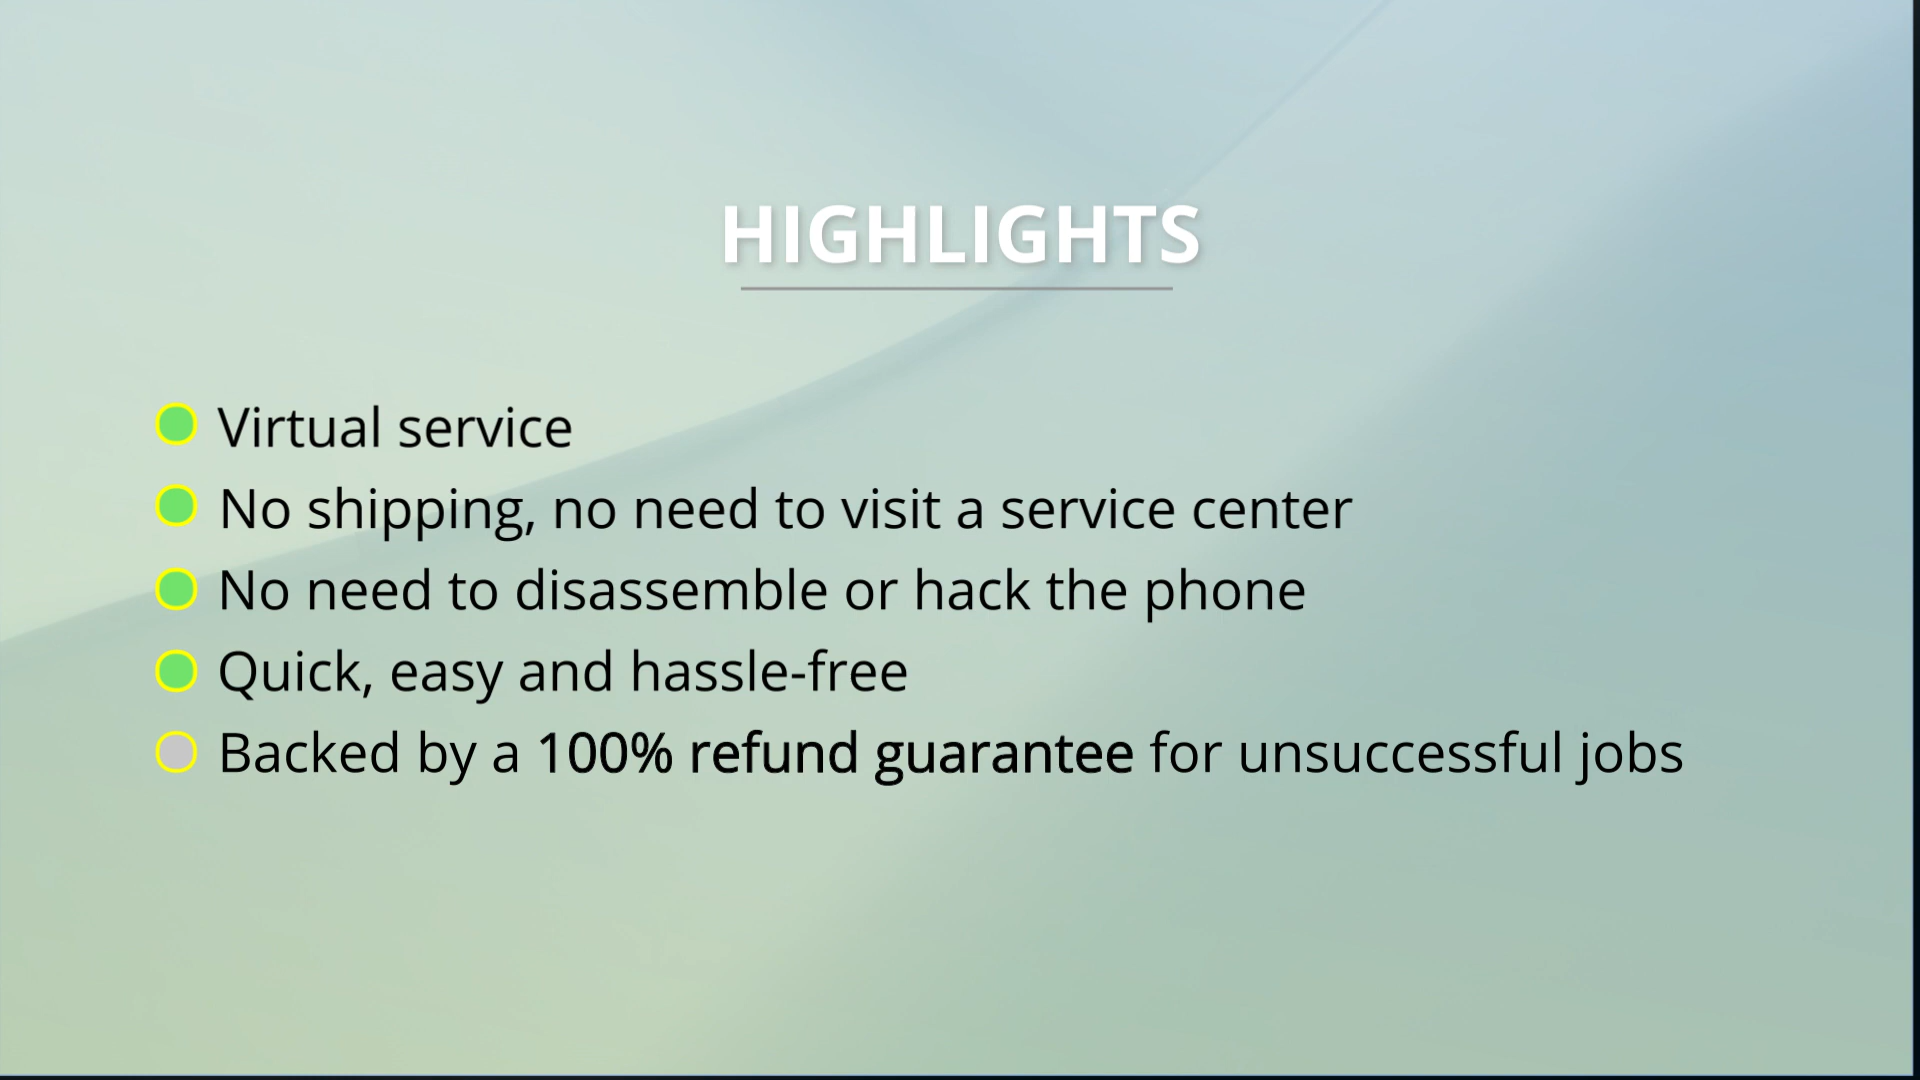 HIGHLIGHTS
Virtual service
No shipping, no need to visit a service center
No need to disassemble or hack the phone
Quick, easy and hassle-free
Backed by a 100% refund guarantee for unsuccessful jobs